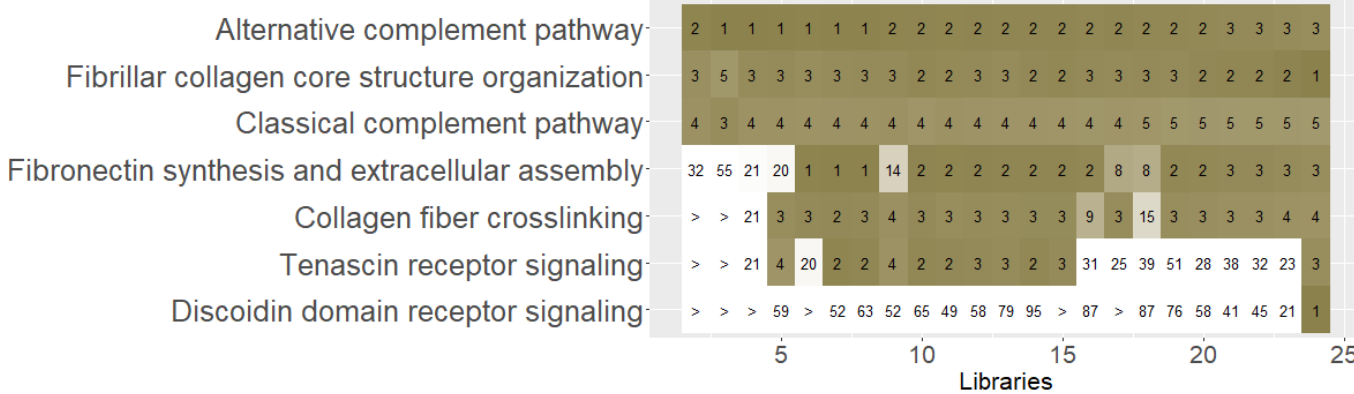 Alternative complement pathway 2 1 1 1 1 1 1 2 2 2 2 2 2 2 2 2 2 2 2 3 3 3 3
Fibrillar collagen core structure organization 3 5 3 3 3 3 3 3 2 2 3 3 2 2 3 3 3 3 2 2 2 2 1
Classical complement pathway 4 3 4 4 4 4 4 4 4 4 4 4 4 4 4 4 5 5 5 5 5 5 5
Fibronectin synthesis and extracellular assembly 32 55 21 20 1 1 1 14 2 2 2 2 2 2 2 8 8 2 2 3 3 3 3
Collagen fiber crosslinking > > 21 3 3 2 3 4 3 3 3 3 3 3 9 3 15 3 3 3 3 4 4
Tenascin receptor signaling > > 21 4 20 2 2 4 2 2 3 3 2 3 31 25 39 51 28 38 32 23 3
Discoidin domain receptor signaling > > > 59 > 52 63 52 65 49 58 79 95 > 87 > 87 76 58 41 45 21 1
5 10 15 20 25
Libraries